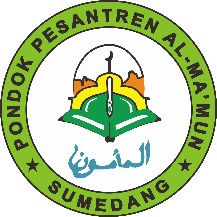 PONDOK PESANTREN AL-MA'MUN
المأمون
SUMEDANG